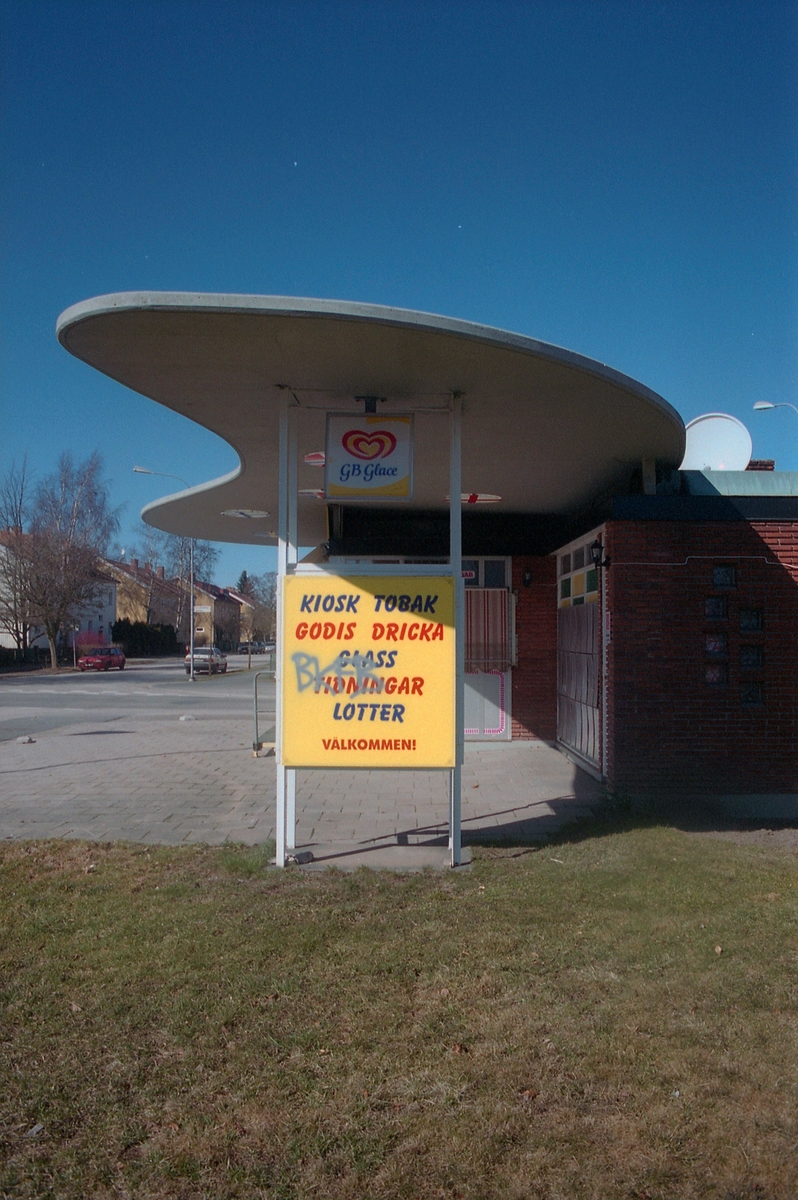 GB Glace
KIOSK TOBAK
GODIS DRICKA
GLASS
TIDNINGAR
LOTTER
VÄLKOMMEN!